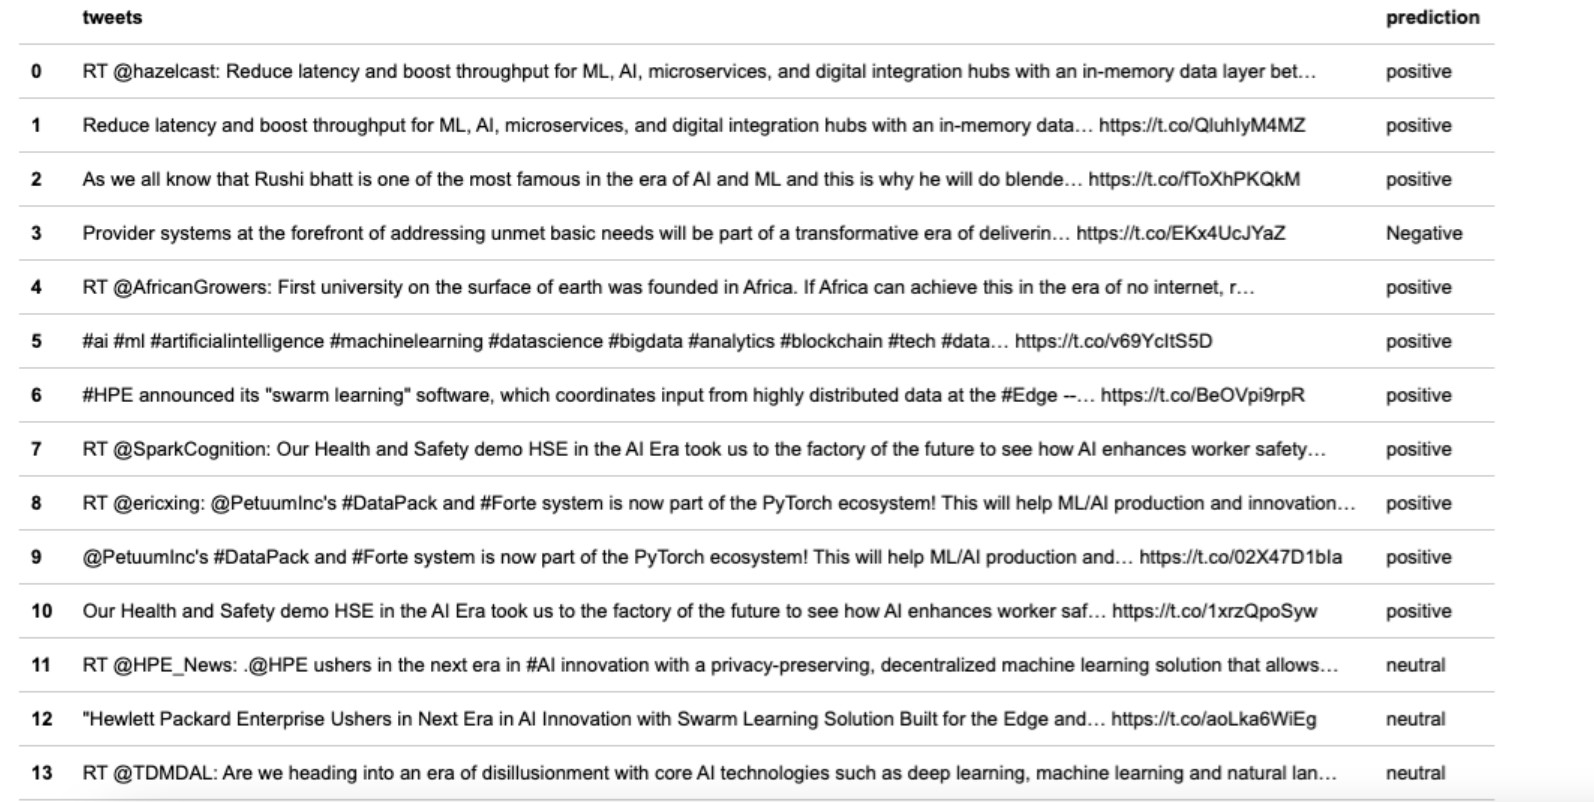 tweets prediction
0 RT @hazelcast: Reduce latency and boost throughput for ML, AI, microservices, and digital integration hubs with an in-memory data layer bet… positive
1 Reduce latency and boost throughput for ML, AI, microservices, and digital integration hubs with an in-memory data… https://t.co/QluhlyM4MZ positive
2 As we all know that Rushi bhatt is one of the most famous in the era of AI and ML and this is why he will do blende… https://t.co/fToXhPKQkM positive
3 Provider systems at the forefront of addressing unmet basic needs will be part of a transformative era of deliverin… https://t.co/EKx4UcJYaZ Negative
4 RT @AfricanGrowers: First university on the surface of earth was founded in Africa. If Africa can achieve this in the era of no internet, r… positive
5 #ai #ml #artificialintelligence #machinelearning #datascience #bigdata #analytics #blockchain #tech #data… https://t.co/v69YcltS5D positive
6 #HPE announced its "swarm learning" software, which coordinates input from highly distributed data at the #Edge --… https://t.co/BeOVpi9rpR positive
7 RT @SparkCognition: Our Health and Safety demo HSE in the AI Era took us to the factory of the future to see how AI enhances worker safety… positive
8 RT @ericxing: @PetuumInc's #DataPack and #Forte system is now part of the PyTorch ecosystem! This will help ML/AI production and innovation… positive
9 @PetuumInc's #DataPack and #Forte system is now part of the PyTorch ecosystem! This will help ML/AI production and… https://t.co/02X47D1bla positive
10 Our Health and Safety demo HSE in the AI Era took us to the factory of the future to see how AI enhances worker saf… https://t.co/1xrzQpoSyw positive
11 RT @HPE_News: .@HPE ushers in the next era in #AI innovation with a privacy-preserving, decentralized machine learning solution that allows… neutral
12 "Hewlett Packard Enterprise Ushers in Next Era in AI Innovation with Swarm Learning Solution Built for the Edge and… https://t.co/aoLka6WiEg neutral
13 RT @TDMDAL: Are we heading into an era of disillusionment with core AI technologies such as deep learning, machine learning and natural lan… neutral